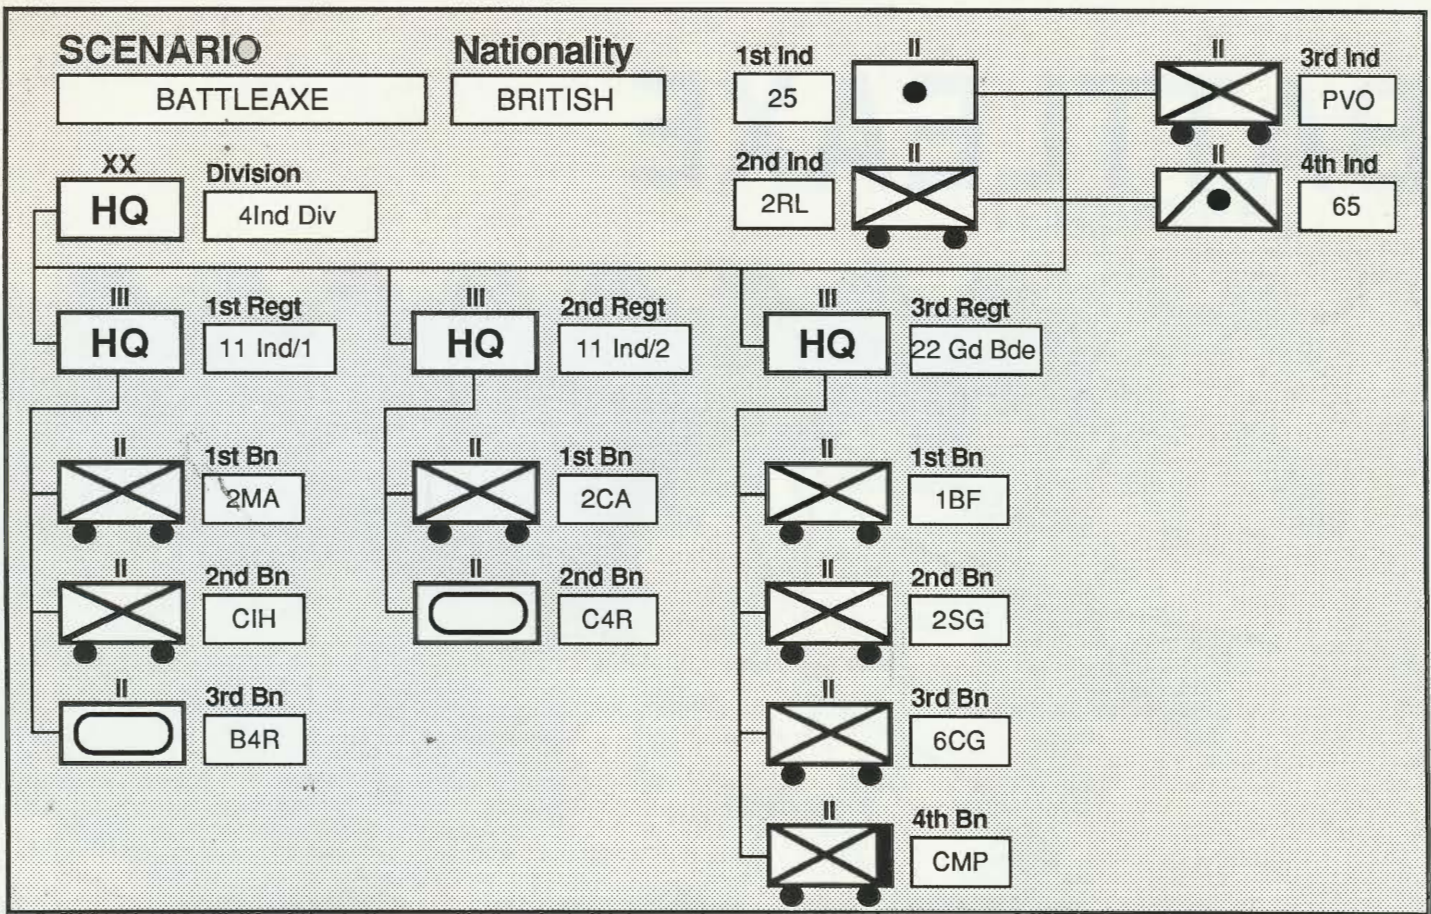 SCENARIO
BATTLEAXE
Nationality
BRITISH
1st Ind
25
II
II
3rd Ind
PVO
2nd Ind
2RL
II
II
4th Ind
65
XX
HQ
Division
4Ind Div
III
HQ
1st Regt
11 Ind/1
III
HQ
2nd Regt
11 Ind/2
III
HQ
3rd Regt
22 Gd Bde
II
1st Bn
2MA
II
1st Bn
2CA
II
1st Bn
1BF
II
2nd Bn
CIH
II
2nd Bn
C4R
II
2nd Bn
2SG
II
3rd Bn
B4R
II
3rd Bn
6CG
II
4th Bn
CMP